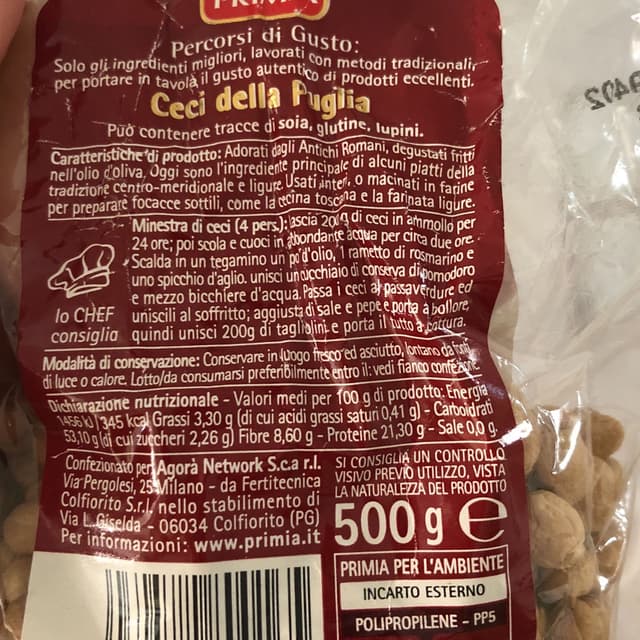 PRIMIA
Percorsi di Gusto:
Solo gli ingredienti migliori, lavorati con metodi tradizionali,
per portare in tavola il gusto autentico di prodotti eccellenti.
Ceci della Puglia
Può contenere tracce di soia, glutine, lupini.
Caratteristiche di prodotto: Adorati dagli Antichi Romani, degustati fritti
nell'olio d'oliva, Oggi sono l'ingrediente principale di alcuni piatti della
tradizione centro-meridionale e ligure. Usati interi, o macinati in farine
per preparare focacce sottili, come la cecina toscana e la farinata ligure.
Minestra di ceci (4 pers.): lascia 200g di ceci in ammollo per
24 ore; poi scola e cuoci in abbondante acqua per circa due ore.
Scalda in un tegamino un po' d'olio, 1 rametto di rosmarino e
uno spicchio d'aglio. unisci un cucchiaio di conserva di pomodoro
e mezzo bicchiere d'acqua. Passa i ceci al passaverdure ed
uniscili al soffritto; aggiusta di sale e pepe e porta a bollore,
quindi unisci 200g di tagliolini e porta il tutto a cottura.
lo CHEF
consiglia
Modalità di conservazione: Conservare in luogo fresco ed asciutto, lontano da fonti
di luce o calore. Lotto/da consumarsi preferibilmente entro il: vedi fianco confezione
Dichiarazione nutrizionale - Valori medi per 100 g di prodotto: Energia
1456 kJ 345 kcal Grassi 3,30 g (di cui acidi grassi saturi 0,41 g) - Carboidrati
53,10 g (di cui zuccheri 2,26 g) Fibre 8,60 g - Proteine 21,30 g - Sale 0,0 g.
Confezionato per Agorà Network S.c.a r.l.
Via Pergolesi, 25 Milano - da Fertitecnica
Colfiorito S.r.l. nello stabilimento di
Via L. Giselda - 06034 Colfiorito (PG)
Per informazioni: www.primia.it
SI CONSIGLIA UN CONTROLLO
VISIVO PREVIO UTILIZZO, VISTA
LA NATURALEZZA DEL PRODOTTO
500 g e
PRIMIA PER L'AMBIENTE
INCARTO ESTERNO
POLIPROPILENE - PP5